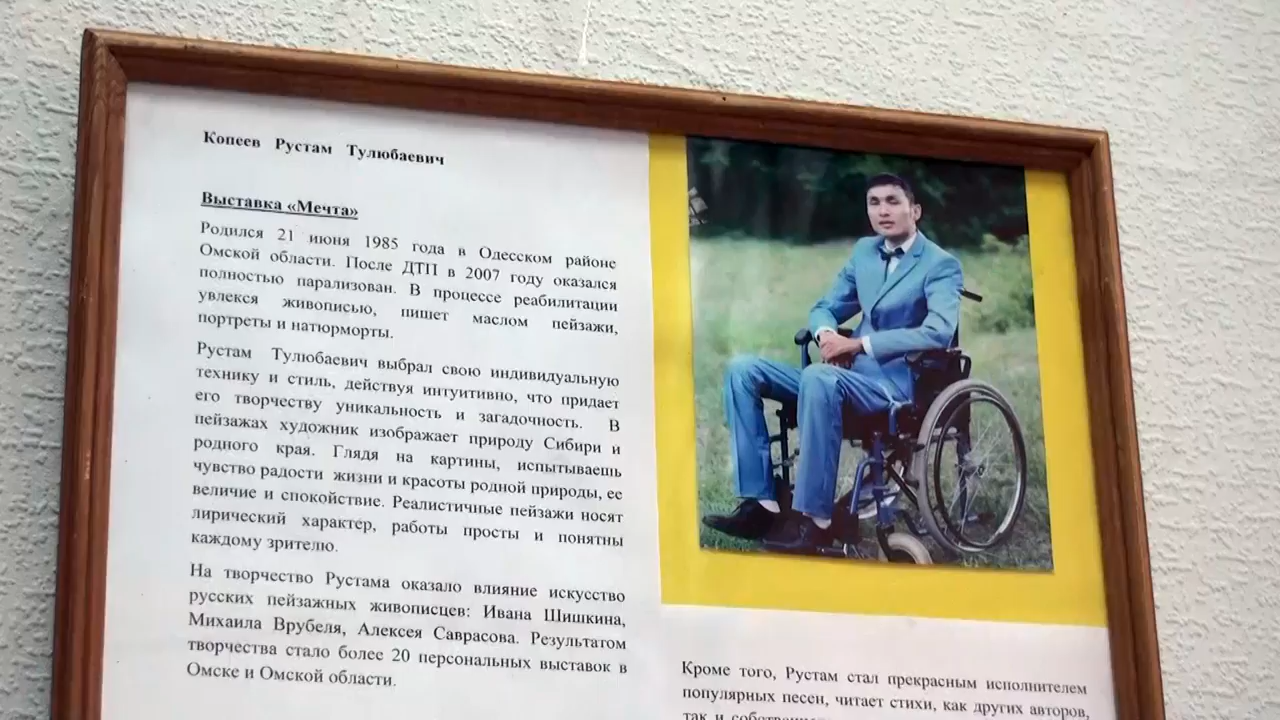 Копеев Рустам Тулюбаевич
Выставка «Мечта»
Родился 21 июня 1985 года в Одесском районе
Омской области. После ДТП в 2007 году оказался
полностью парализован. В процессе реабилитации
увлекся живописью, пишет маслом пейзажи,
портреты и натюрморты.
Рустам Тулюбаевич выбрал свою индивидуальную
технику и стиль, действуя интуитивно, что придает
его творчеству уникальность и загадочность. В
пейзажах художник изображает природу Сибири и
родного края. Глядя на картины, испытываешь
чувство радости жизни и красоты родной природы, ее
величие и спокойствие. Реалистичные пейзажи носят
лирический характер, работы просты и понятны
каждому зрителю.
На творчество Рустама оказало влияние искусство
русских пейзажных живописцев: Ивана Шишкина,
Михаила Врубеля, Алексея Саврасова. Результатом
творчества стало более 20 персональных выставок в
Омске и Омской области.
Кроме того, Рустам стал прекрасным исполнителем
популярных песен, читает стихи, как других авторов,
так и